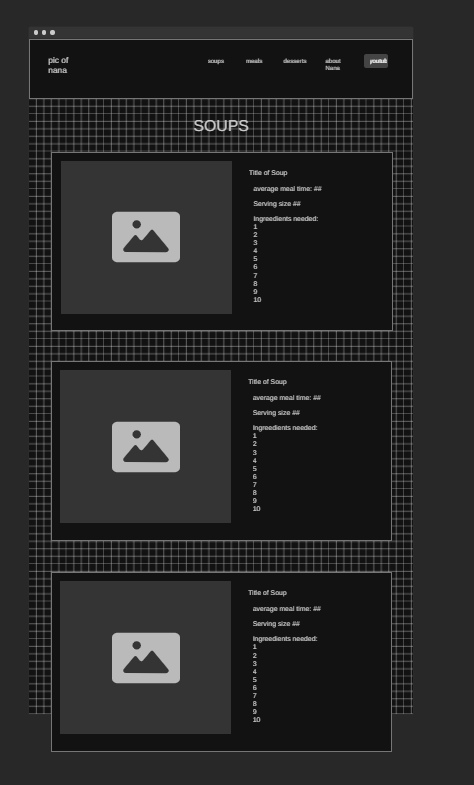 pic of
nana
soups meals desserts about
Nana
youtub
SOUPS
Title of Soup
average meal time: ##
Serving size ##
Ingreedients needed:
1
2
3
4
5
6
7
8
9
10
Title of Soup
average meal time: ##
Serving size ##
Ingreedients needed:
1
2
3
4
5
6
7
8
9
10
Title of Soup
average meal time: ##
Serving size ##
Ingreedients needed:
1
2
3
4
5
6
7
8
9
10